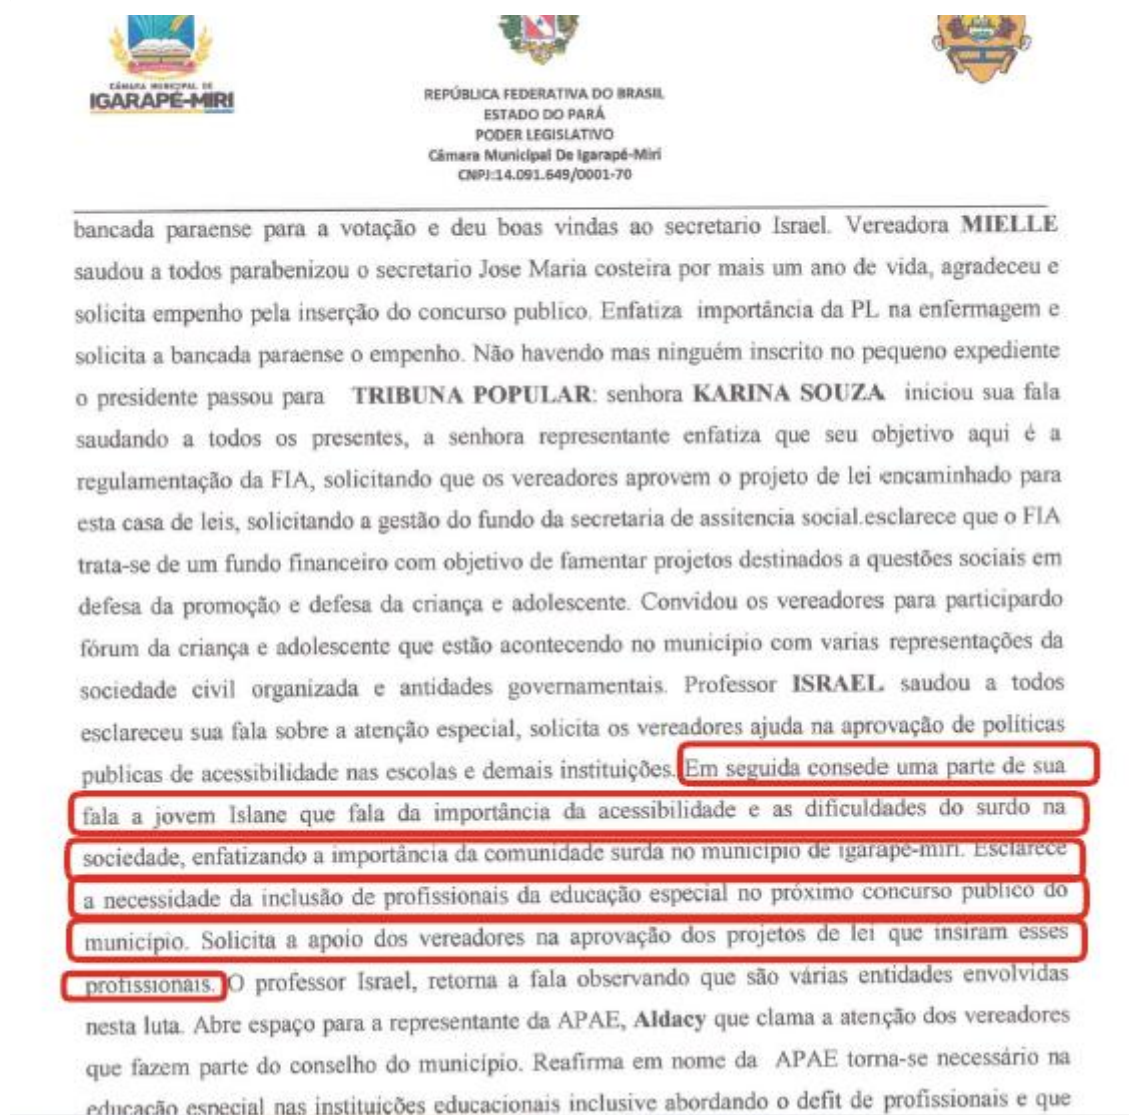 CÂMARA MUNICIPAL DE
IGARAPÉ-MIRI
REPÚBLICA FEDERATIVA DO BRASIL
ESTADO DO PARÁ
PODER LEGISLATIVO
Câmara Municipal De Igarapé-Miri
CNPJ:14.091.649/0001-70
bancada paraense para a votação e deu boas vindas ao secretario Israel. Vereadora MIELLE
saudou a todos parabenizou o secretario Jose Maria costeira por mais um ano de vida, agradeceu e
solicita empenho pela inserção do concurso publico. Enfatiza importância da PL na enfermagem e
solicita a bancada paraense o empenho. Não havendo mas ninguém inscrito no pequeno expediente
o presidente passou para TRIBUNA POPULAR: senhora KARINA SOUZA iniciou sua fala
saudando a todos os presentes, a senhora representante enfatiza que seu objetivo aqui é a
regulamentação da FIA, solicitando que os vereadores aprovem o projeto de lei encaminhado para
esta casa de leis, solicitando a gestão do fundo da secretaria de assitencia social.esclarece que o FIA
trata-se de um fundo financeiro com objetivo de famentar projetos destinados a questões sociais em
defesa da promoção e defesa da criança e adolescente. Convidou os vereadores para participardo
fórum da criança e adolescente que estão acontecendo no município com varias representações da
sociedade civil organizada e antidades governamentais. Professor ISRAEL saudou a todos
esclareceu sua fala sobre a atenção especial, solicita os vereadores ajuda na aprovação de políticas
publicas de acessibilidade nas escolas e demais instituições. Em seguida consede uma parte de sua
fala a jovem Islane que fala da importância da acessibilidade e as dificuldades do surdo na
sociedade, enfatizando a importância da comunidade surda no município de igarapé-miri. Esclarece
a necessidade da inclusão de profissionais da educação especial no próximo concurso publico do
município. Solicita a apoio dos vereadores na aprovação dos projetos de lei que insiram esses
profissionais. O professor Israel, retorna a fala observando que são várias entidades envolvidas
nesta luta. Abre espaço para a representante da APAE, Aldacy que clama a atenção dos vereadores
que fazem parte do conselho do município. Reafirma em nome da APAE torna-se necessário na
educação especial nas instituições educacionais inclusive abordando o defit de profissionais e que